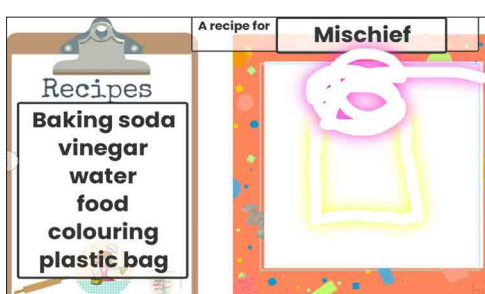 A recipe for
Mischief
Recipes
Baking soda
vinegar
water
food
colouring
plastic bag